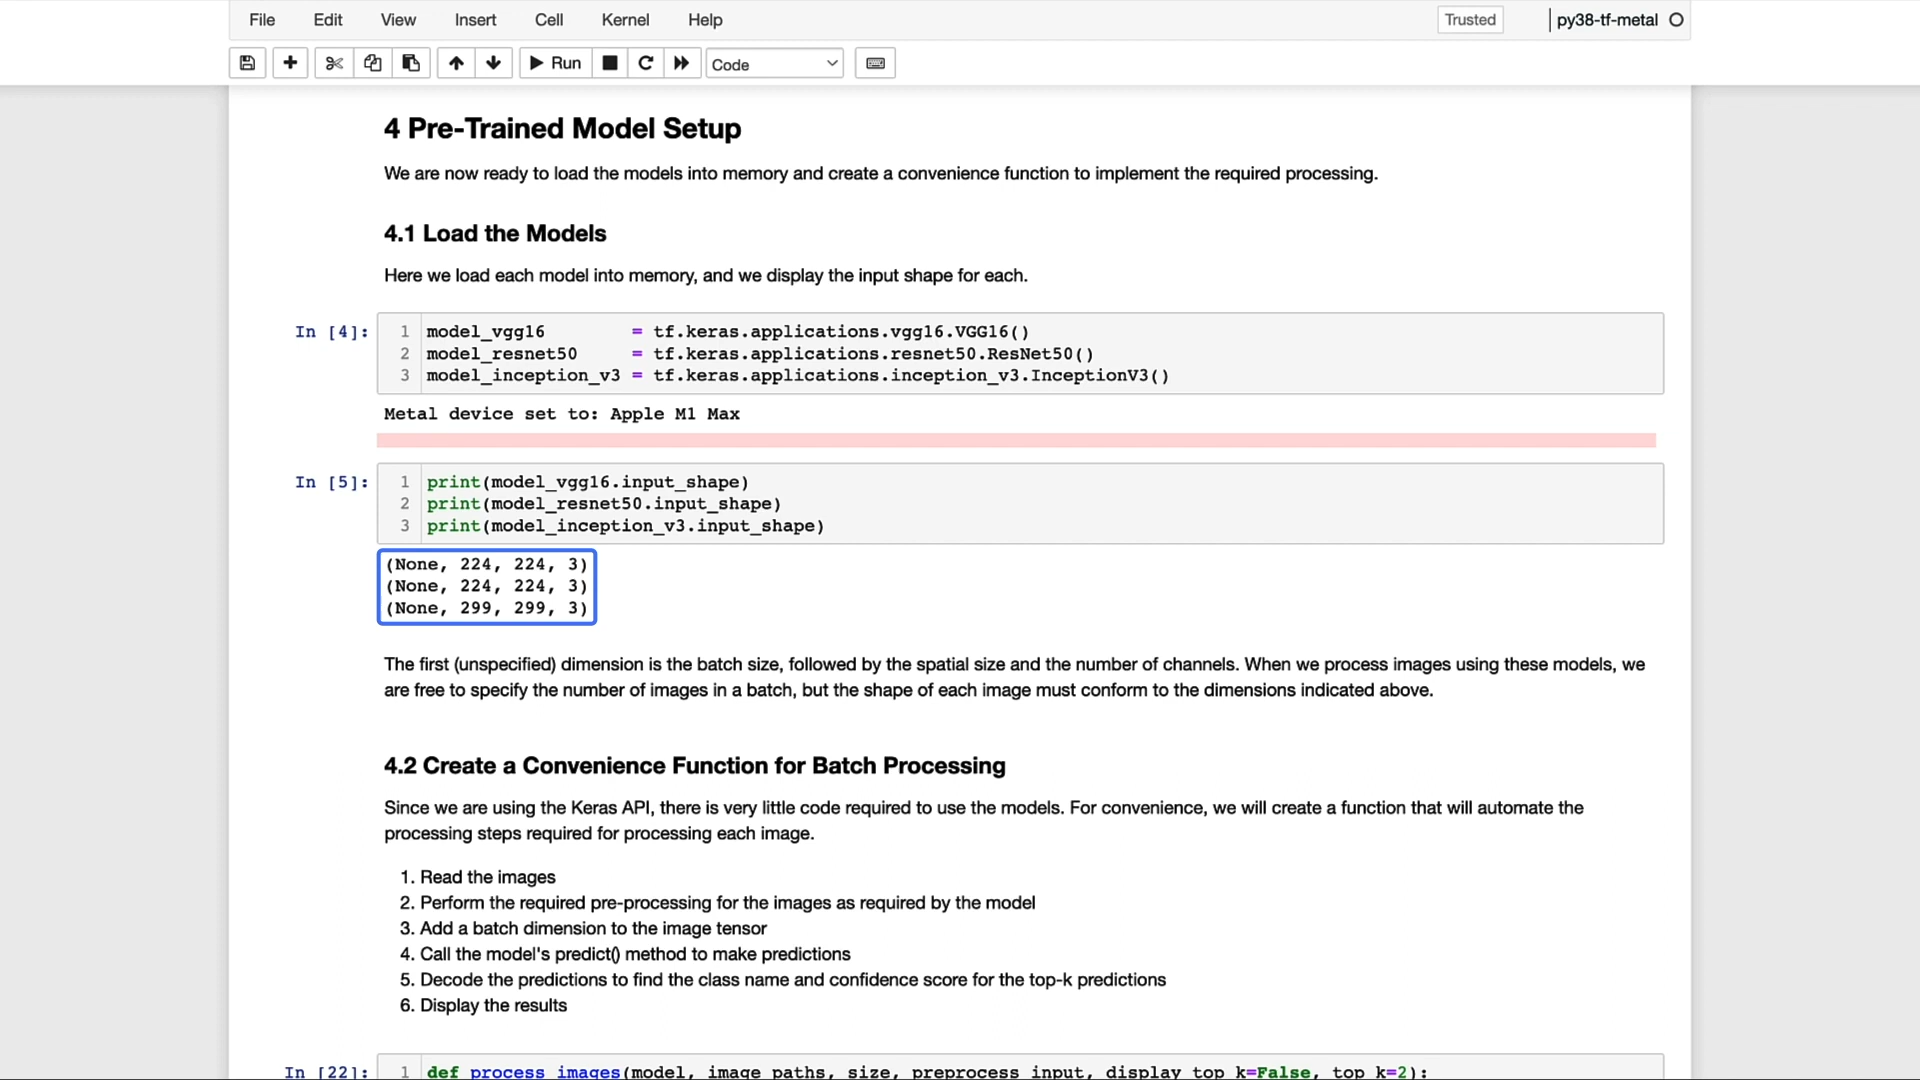 File Edit View Insert Cell Kernel Help Trusted py38-tf-metal
Run Code
4 Pre-Trained Model Setup
We are now ready to load the models into memory and create a convenience function to implement the required processing.
4.1 Load the Models
Here we load each model into memory, and we display the input shape for each.
In [4]: 1 model_vgg16 = tf.keras.applications.vgg16.VGG16()
2 model_resnet50 = tf.keras.applications.resnet50.ResNet50()
3 model_inception_v3 = tf.keras.applications.inception_v3.InceptionV3()
Metal device set to: Apple M1 Max
In [5]: 1 print(model_vgg16.input_shape)
2 print(model_resnet50.input_shape)
3 print(model_inception_v3.input_shape)
(None, 224, 224, 3)
(None, 224, 224, 3)
(None, 299, 299, 3)
The first (unspecified) dimension is the batch size, followed by the spatial size and the number of channels. When we process images using these models, we
are free to specify the number of images in a batch, but the shape of each image must conform to the dimensions indicated above.
4.2 Create a Convenience Function for Batch Processing
Since we are using the Keras API, there is very little code required to use the models. For convenience, we will create a function that will automate the
processing steps required for processing each image.
1. Read the images
2. Perform the required pre-processing for the images as required by the model
3. Add a batch dimension to the image tensor
4. Call the model's predict() method to make predictions
5. Decode the predictions to find the class name and confidence score for the top-k predictions
6. Display the results
In [22]: 1 def process_images(model, image_paths, size, preprocess_input, display_top_k=False, top_k=2):